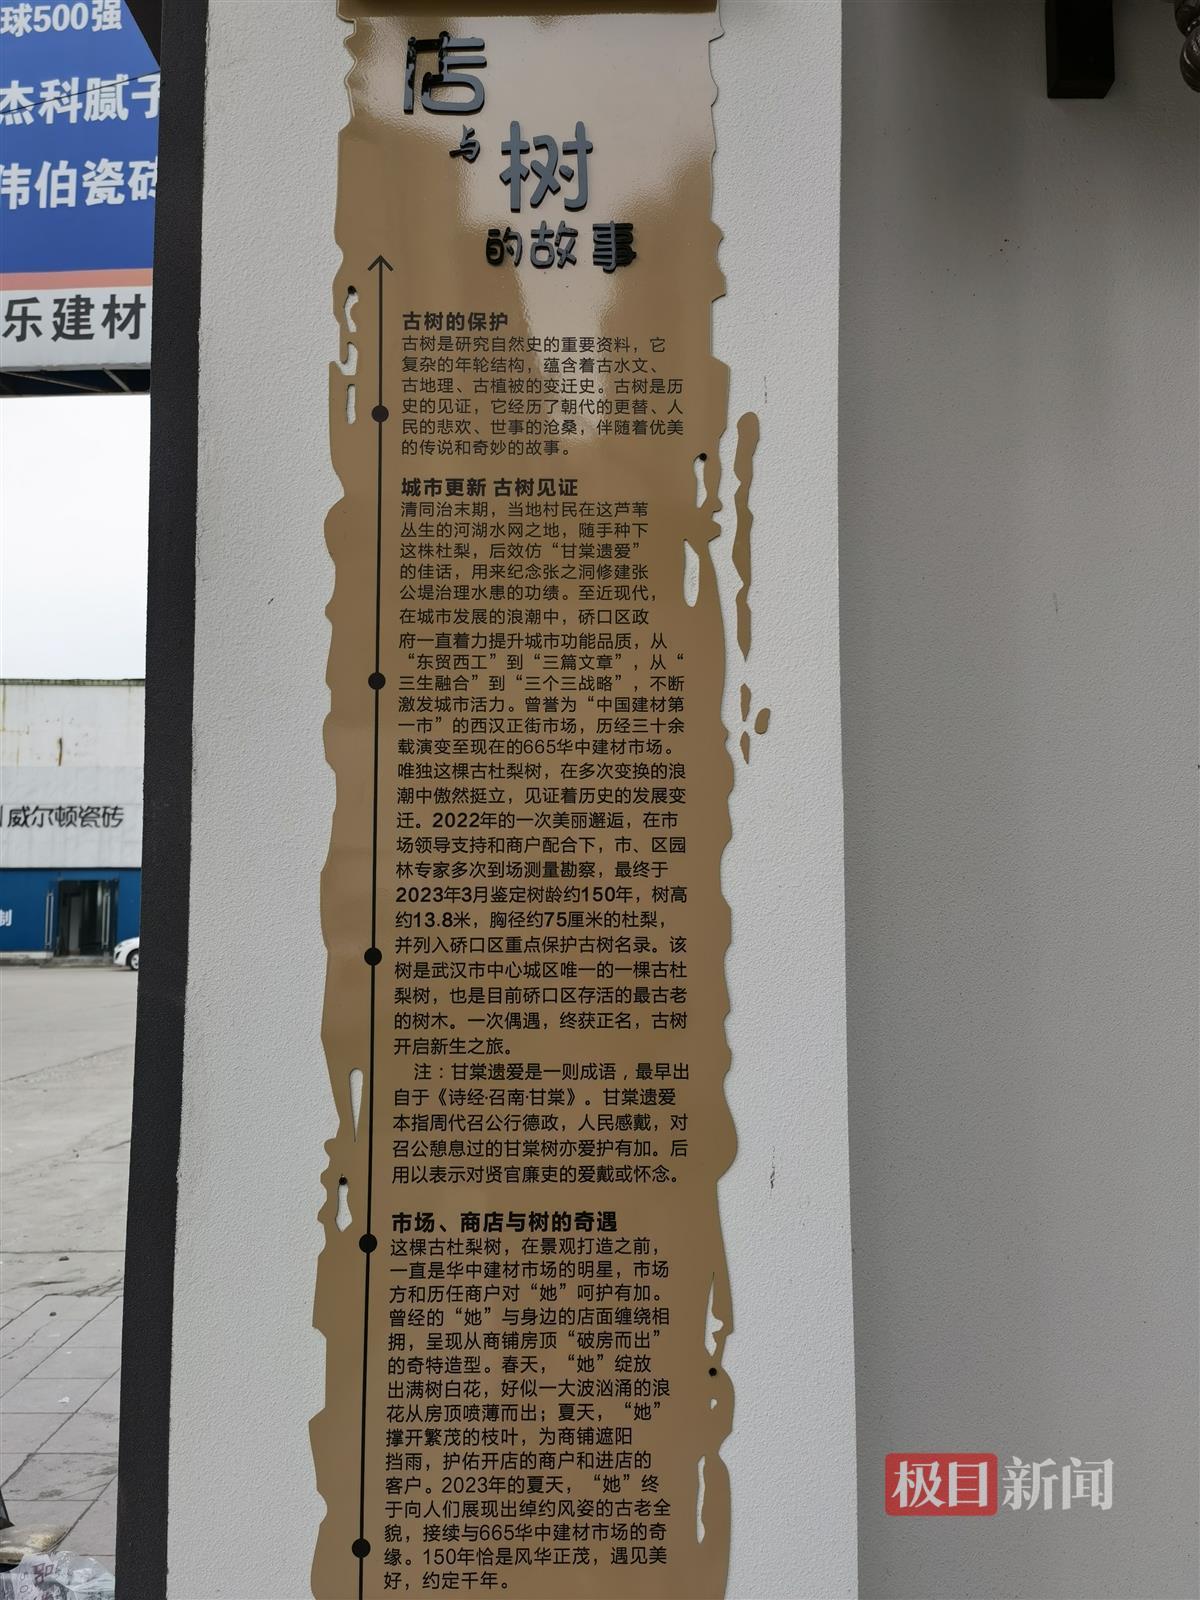 球500强
杰科腻子
伟伯瓷砖
乐建材
威尔顿瓷砖
制
店
与
树
的故事
古树的保护
古树是研究自然史的重要资料，它
复杂的年轮结构，蕴含着古水文、
古地理、古植被的变迁史。古树是历
史的见证，它经历了朝代的更替、人
民的悲欢、世事的沧桑，伴随着优美
的传说和奇妙的故事。
城市更新 古树见证
清同治末期，当地村民在这芦苇
丛生的河湖水网之地，随手种下
这株杜梨，后效仿“甘棠遗爱”
的佳话，用来纪念张之洞修建张
公堤治理水患的功绩。至近现代，
在城市发展的浪潮中，硚口区政
府一直着力提升城市功能品质，从
“东贸西工”到“三篇文章”，从“
三生融合”到“三个三战略”，不断
激发城市活力。曾誉为“中国建材第
一市”的西汉正街市场，历经三十余
载演变至现在的665华中建材市场。
唯独这棵古杜梨树，在多次变换的浪
潮中傲然挺立，见证着历史的发展变
迁。2022年的一次美丽邂逅，在市
场领导支持和商户配合下，市、区园
林专家多次到场测量勘察，最终于
2023年3月鉴定树龄约150年，树高
约13.8米，胸径约75厘米的杜梨，
并列入硚口区重点保护古树名录。该
树是武汉市中心城区唯一的一棵古杜
梨树，也是目前硚口区存活的最古老
的树木。一次偶遇，终获正名，古树
开启新生之旅。
注：甘棠遗爱是一则成语，最早出
自于《诗经·召南·甘棠》。甘棠遗爱
本指周代召公行德政，人民感戴，对
召公憩息过的甘棠树亦爱护有加。后
用以表示对贤官廉吏的爱戴或怀念。
市场、商店与树的奇遇
这棵古杜梨树，在景观打造之前，
一直是华中建材市场的明星，市场
方和历任商户对“她”呵护有加。
曾经的“她”与身边的店面缠绕相
拥，呈现从商铺房顶“破房而出”
的奇特造型。春天，“她”绽放
出满树白花，好似一大波汹涌的浪
花从房顶喷薄而出；夏天，“她”
撑开繁茂的枝叶，为商铺遮阳
挡雨，护佑开店的商户和进店的
客户。2023年的夏天，“她”终
于向人们展现出绰约风姿的古老全
貌，接续与665华中建材市场的奇
缘。150年恰是风华正茂，遇见美
好，约定千年。
极目新闻